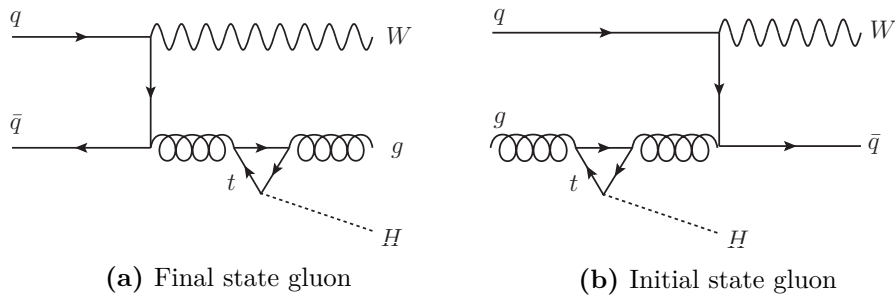 q
W
q̄
g
t
H
(a) Final state gluon
q
W
g
q̄
t
H
(b) Initial state gluon